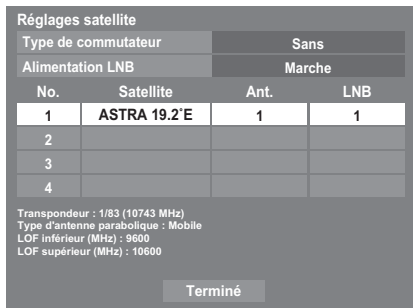 Réglages satellite
Type de commutateur Sans
Alimentation LNB Marche
No. Satellite Ant. LNB
1 ASTRA 19.2°E 1 1
2
3
4
Transpondeur : 1/83 (10743 MHz)
Type d'antenne parabolique : Mobile
LOF inférieur (MHz) : 9600
LOF supérieur (MHz) : 10600
Terminé